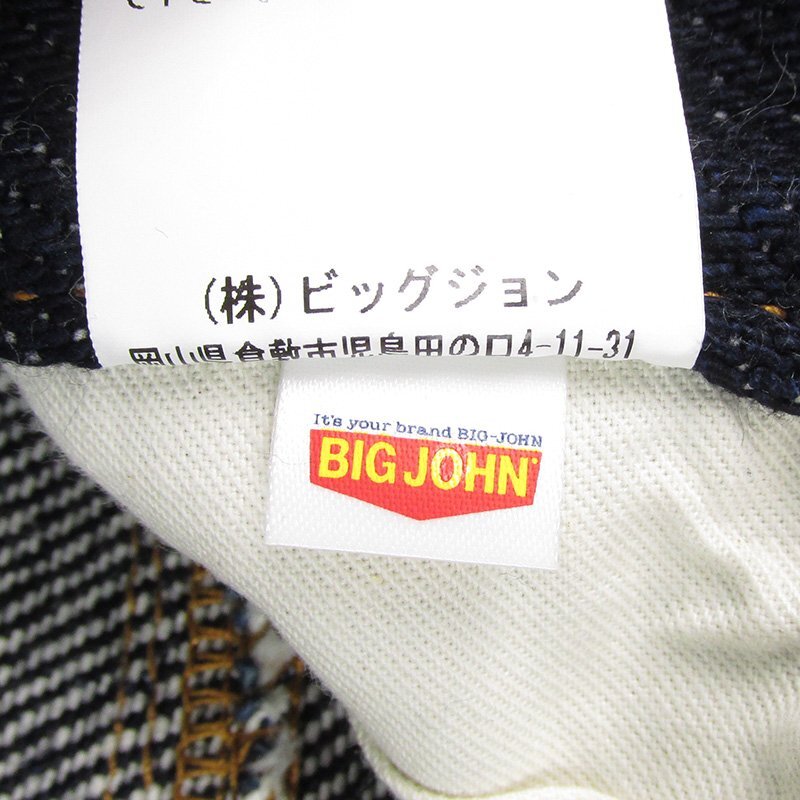 (株)ビッグジョン
岡山県倉敷市児島田の口4-11-31
It's your brand BIG-JOHN
BIG JOHN